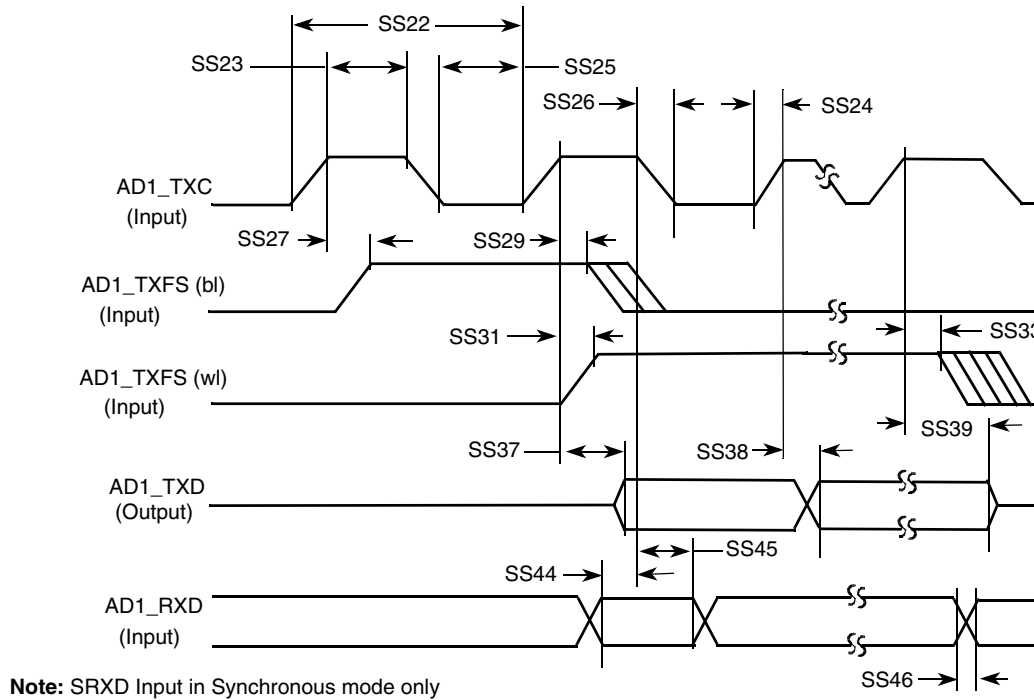 SS22
SS23
SS25
SS26
SS24
AD1_TXC
(Input)
SS27
SS29
AD1_TXFS (bl)
(Input)
SS31
SS33
AD1_TXFS (wl)
(Input)
SS37
SS38
SS39
AD1_TXD
(Output)
SS45
SS44
AD1_RXD
(Input)
SS46
Note: SRXD Input in Synchronous mode only